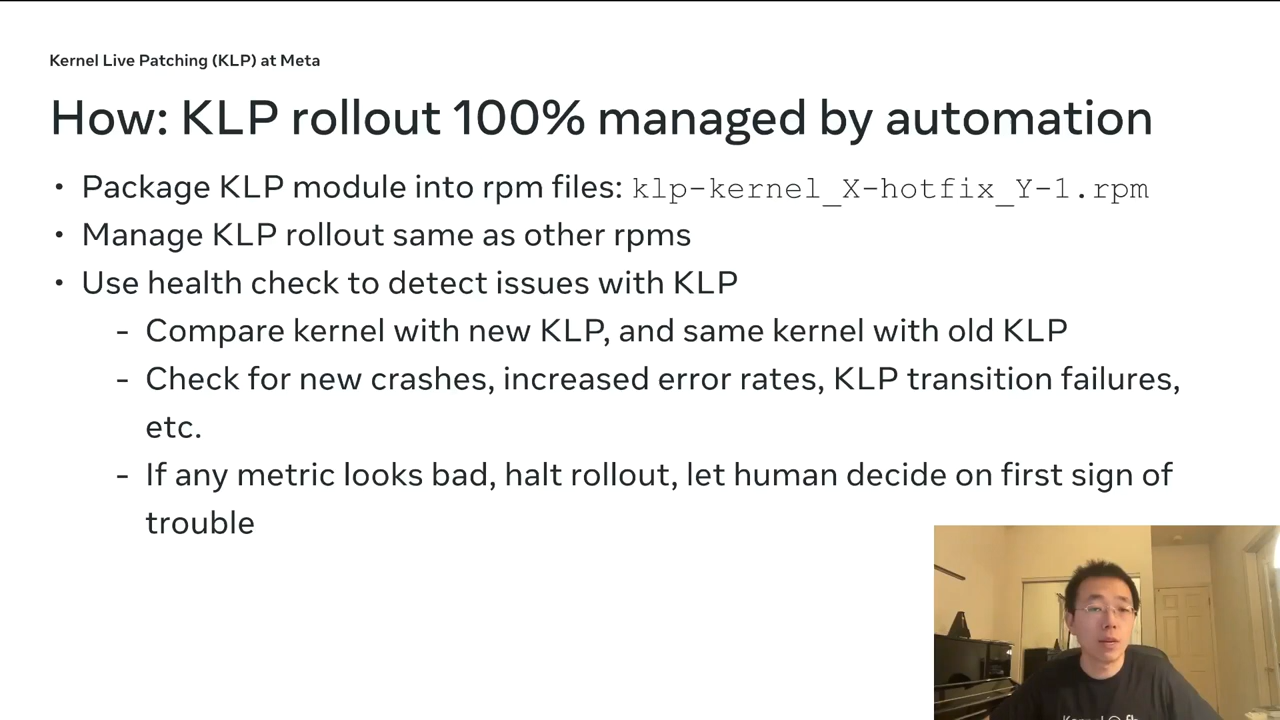 Kernel Live Patching (KLP) at Meta
How: KLP rollout 100% managed by automation
• Package KLP module into rpm files: klp-kernel_X-hotfix_Y-1.rpm
• Manage KLP rollout same as other rpms
• Use health check to detect issues with KLP
- Compare kernel with new KLP, and same kernel with old KLP
- Check for new crashes, increased error rates, KLP transition failures,
etc.
- If any metric looks bad, halt rollout, let human decide on first sign of
trouble